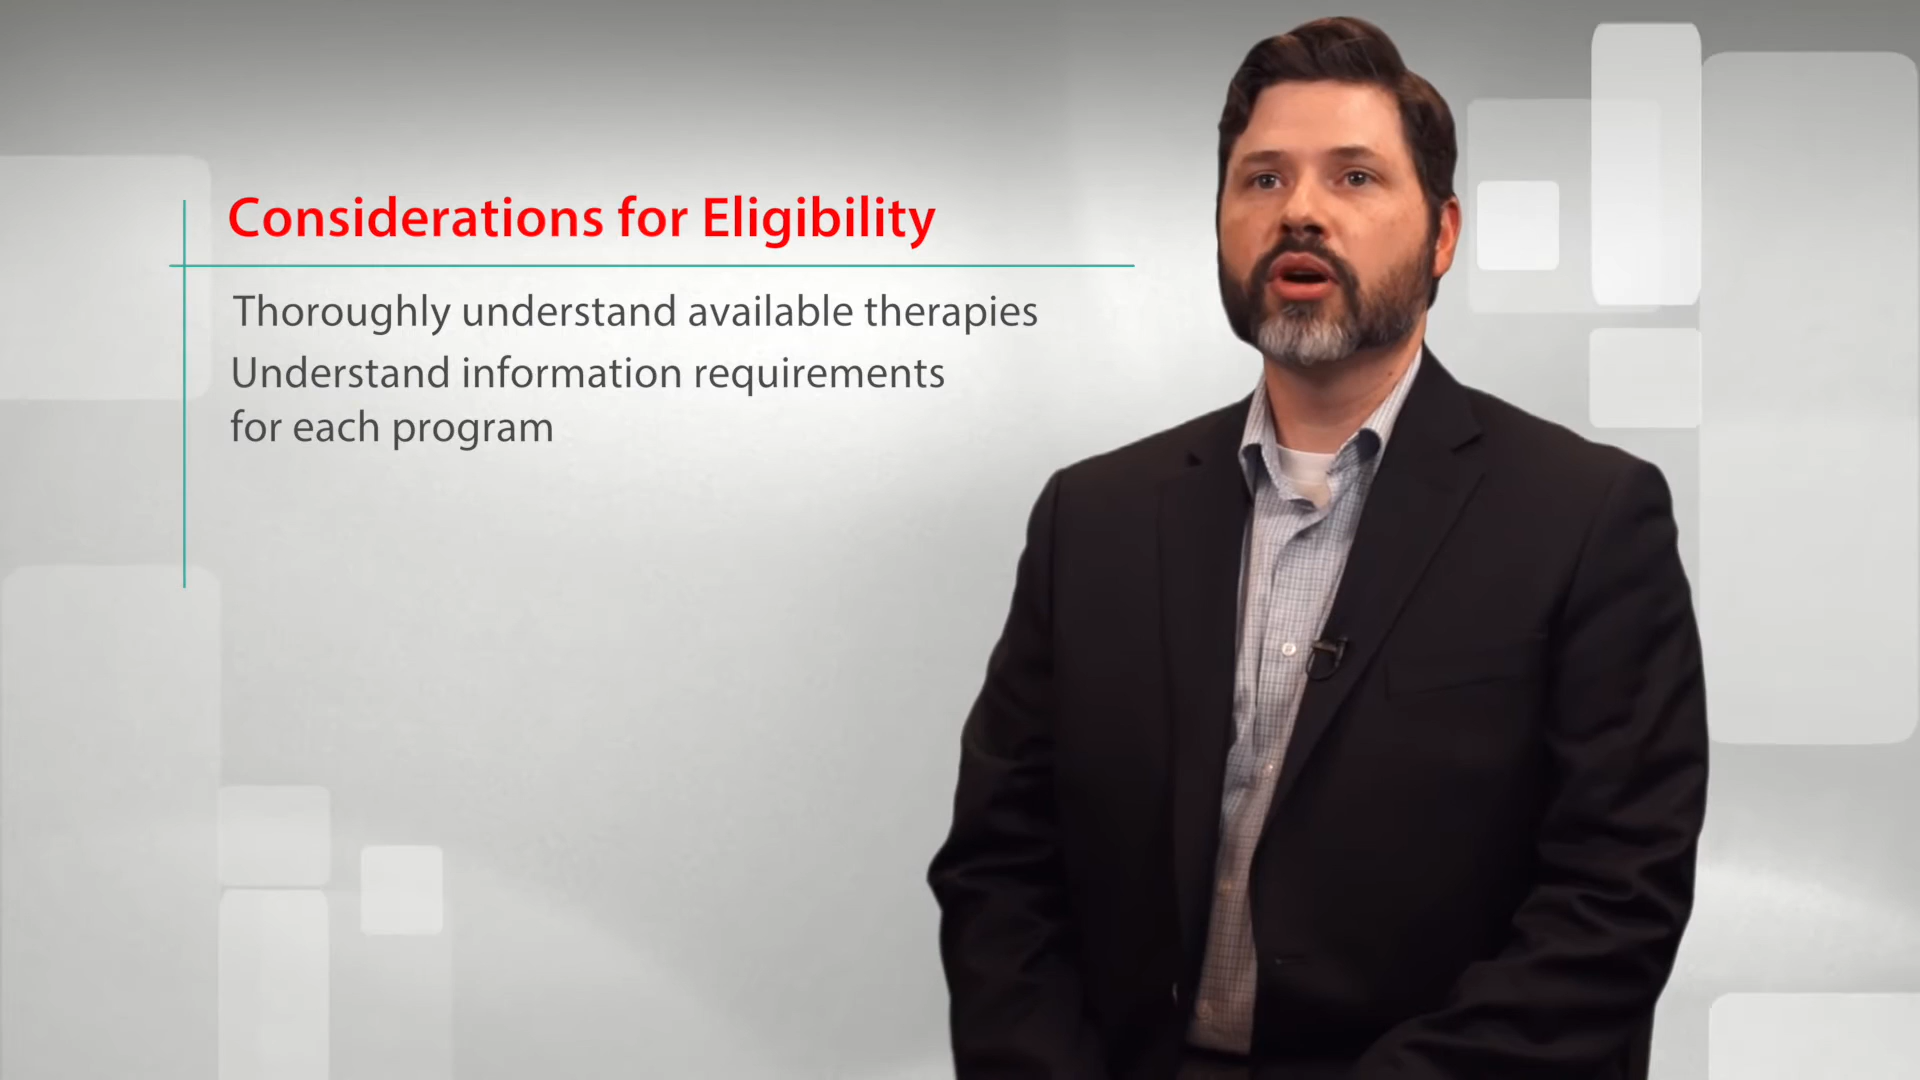 Considerations for Eligibility
Thoroughly understand available therapies
Understand information requirements
for each program